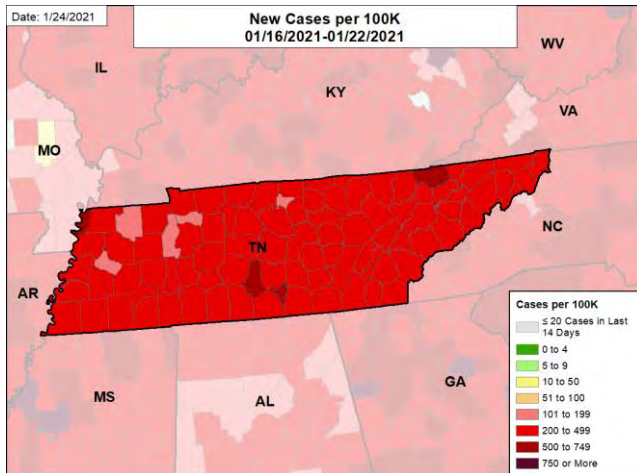 Date: 1/24/2021
New Cases per 100K
01/16/2021-01/22/2021
WV
IL
KY
VA
MO
TN
NC
AR
MS
AL
GA
Cases per 100K
≤ 20 Cases in Last
14 Days
0 to 4
5 to 9
10 to 50
51 to 100
101 to 199
200 to 499
500 to 749
750 or More